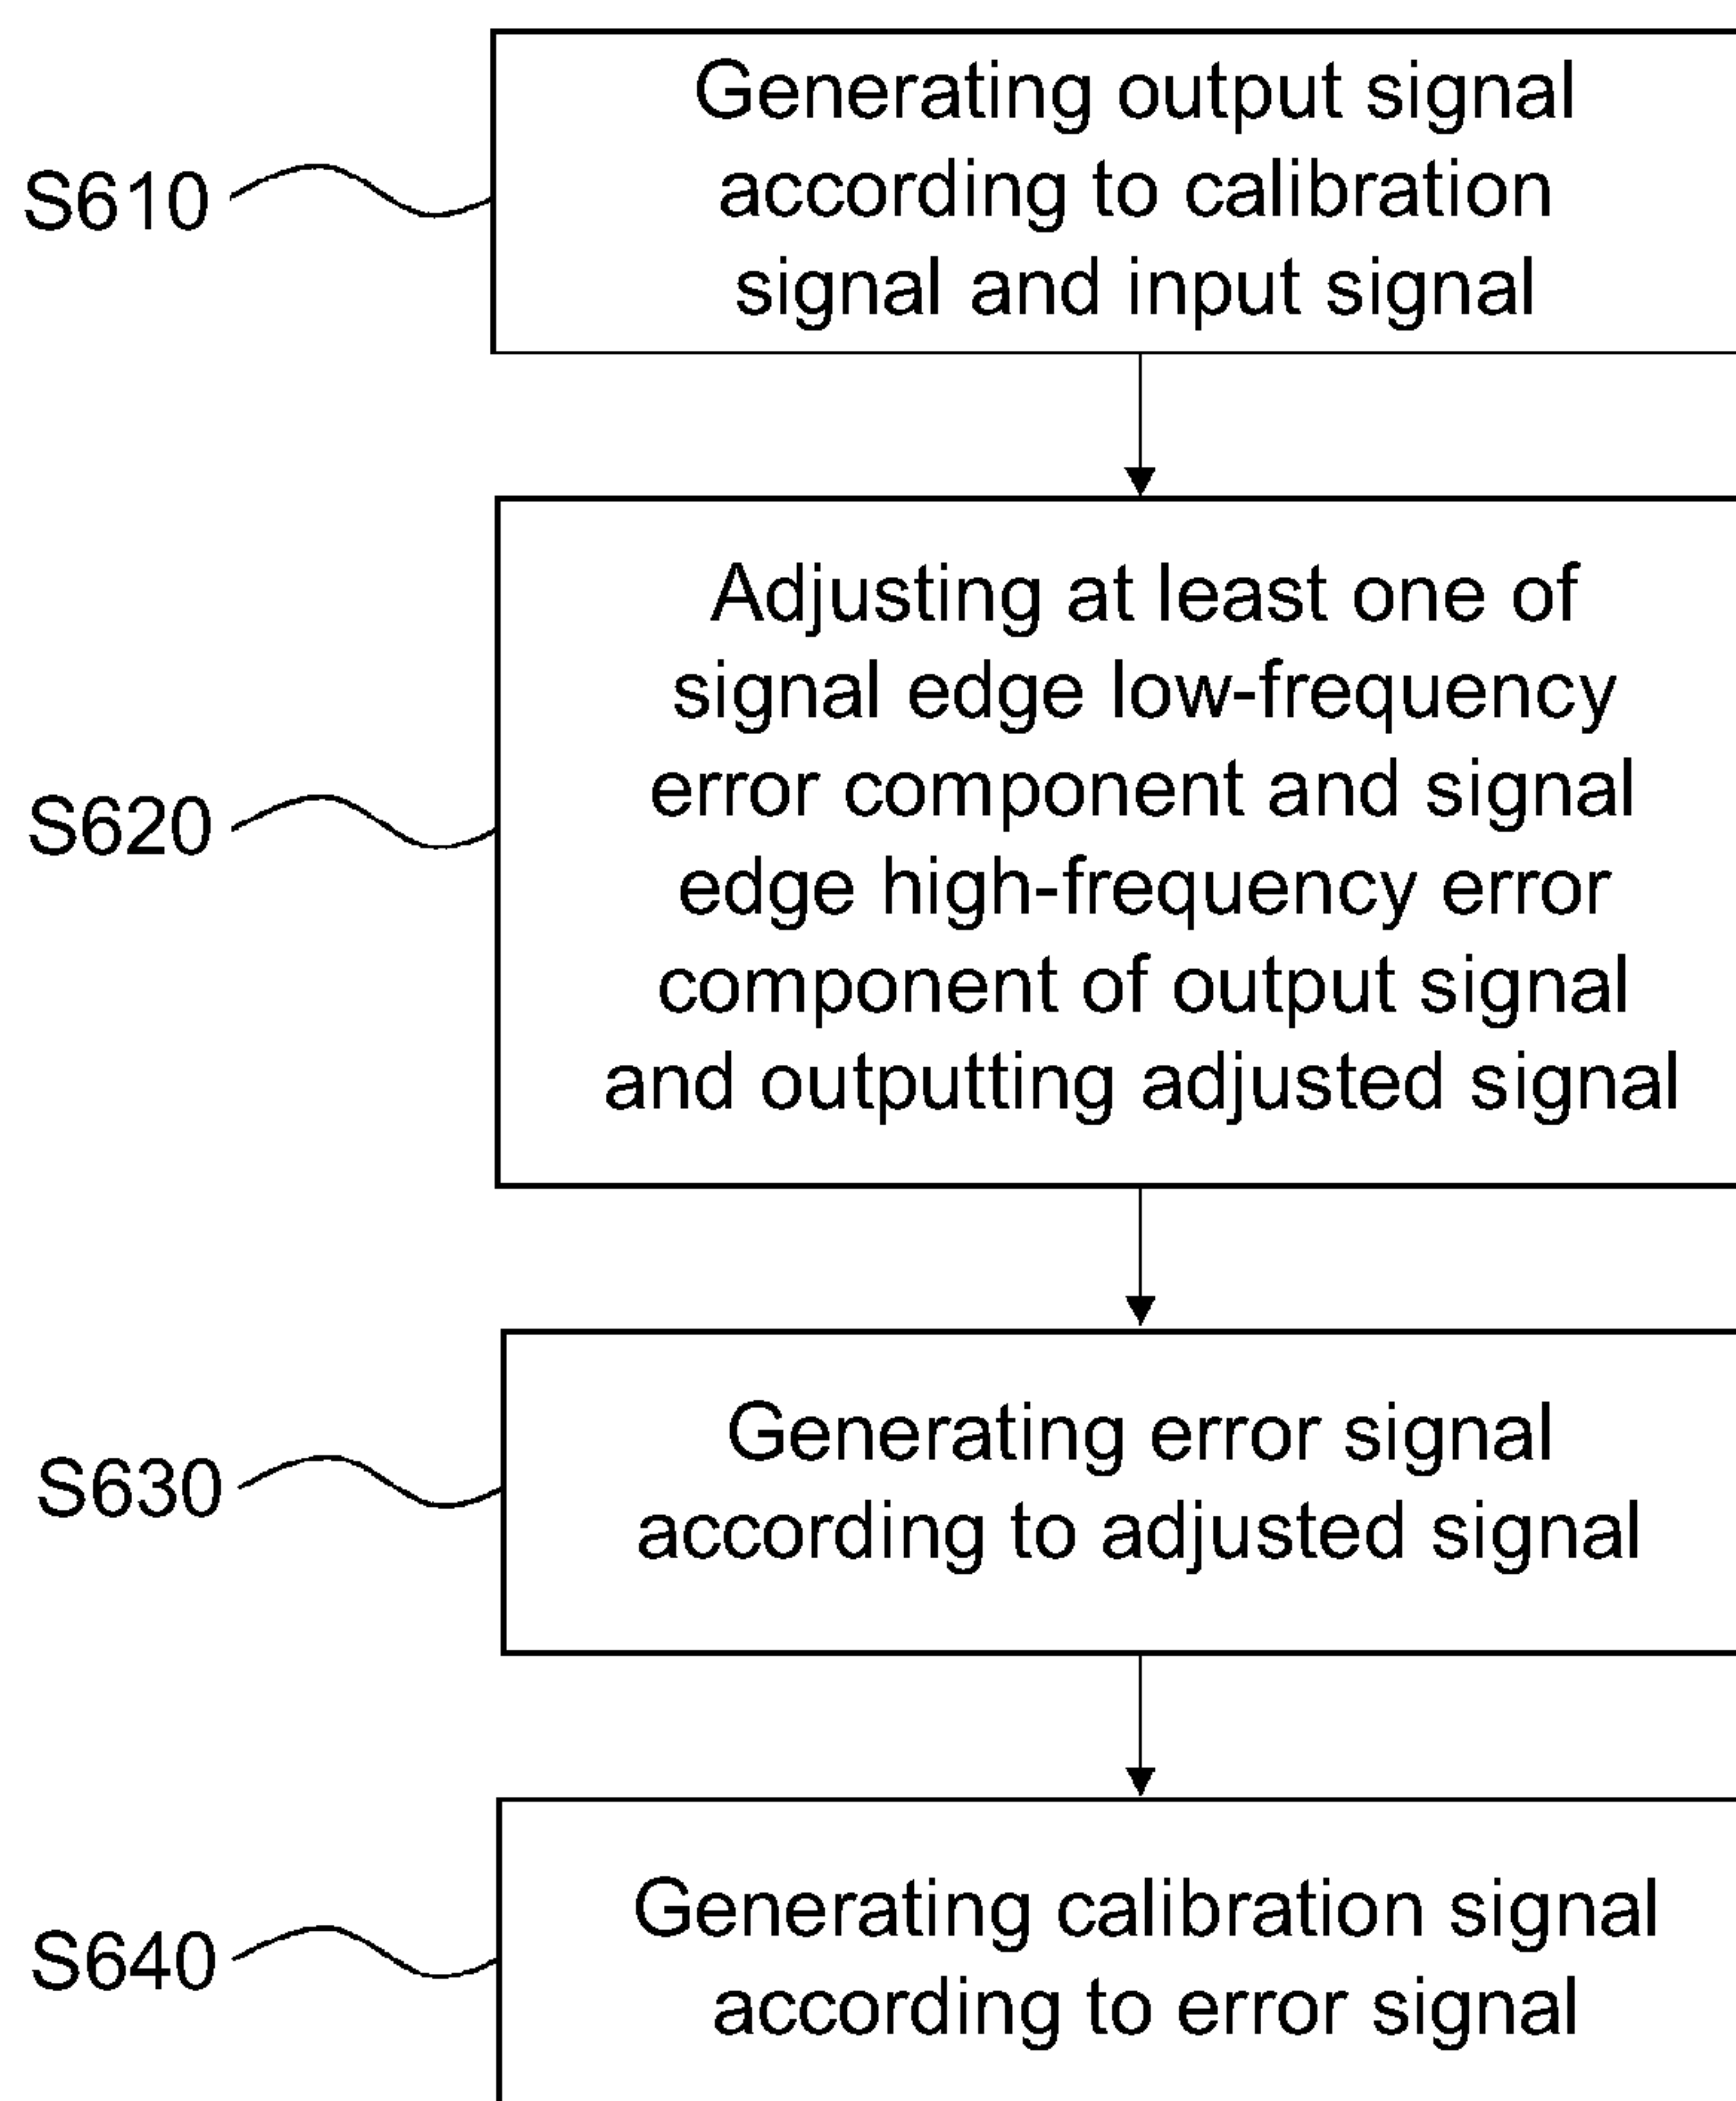 S610
Generating output signal
according to calibration
signal and input signal
S620
Adjusting at least one of
signal edge low-frequency
error component and signal
edge high-frequency error
component of output signal
and outputting adjusted signal
S630
Generating error signal
according to adjusted signal
S640
Generating calibration signal
according to error signal